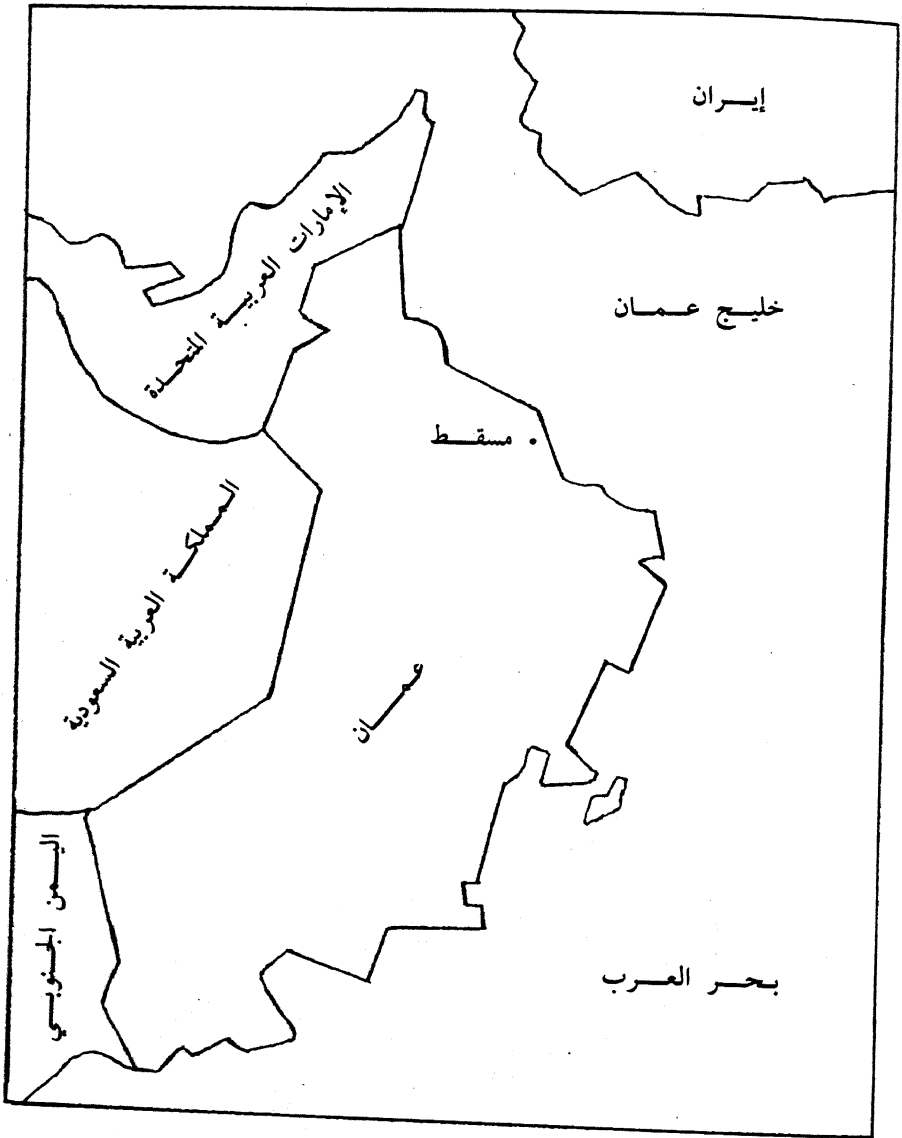 إيران
الإمارات العربية المتحدة
خليج عمان
مسقط
المملكة العربية السعودية
عمان
اليمن الجنوبي
بحر العرب